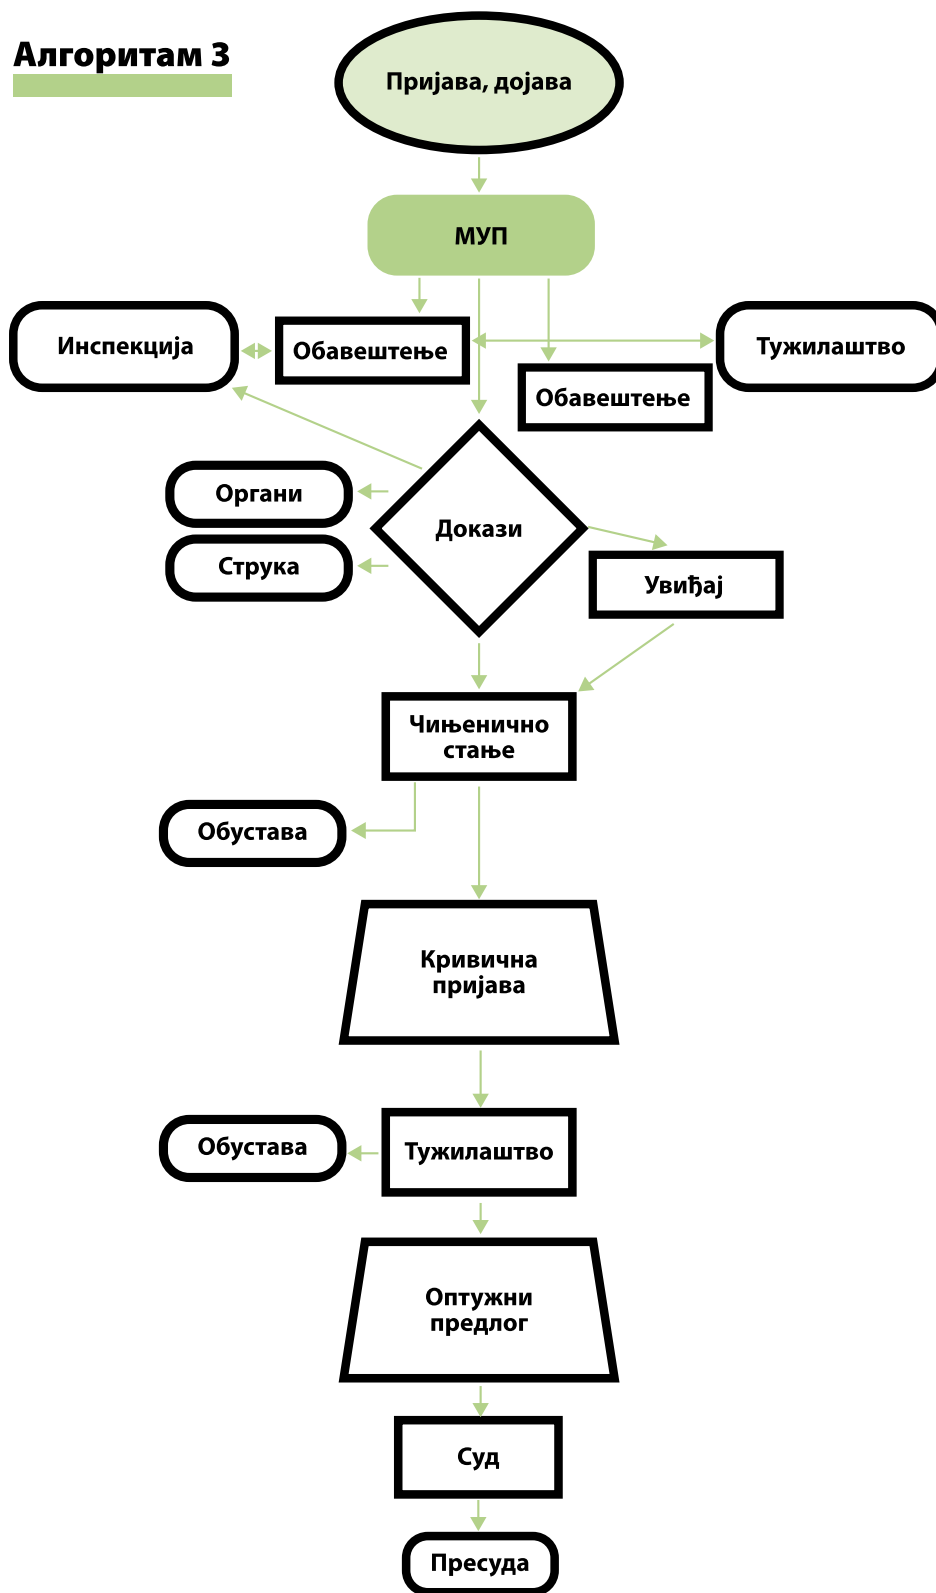 Алгоритам 3
Пријава, дојава
МУП
Инспекција
Обавештење
Тужилаштво
Обавештење
Органи
Докази
Струка
Увиђај
Чињенично
стање
Обустава
Кривична
пријава
Обустава
Тужилаштво
Оптужни
предлог
Суд
Пресуда